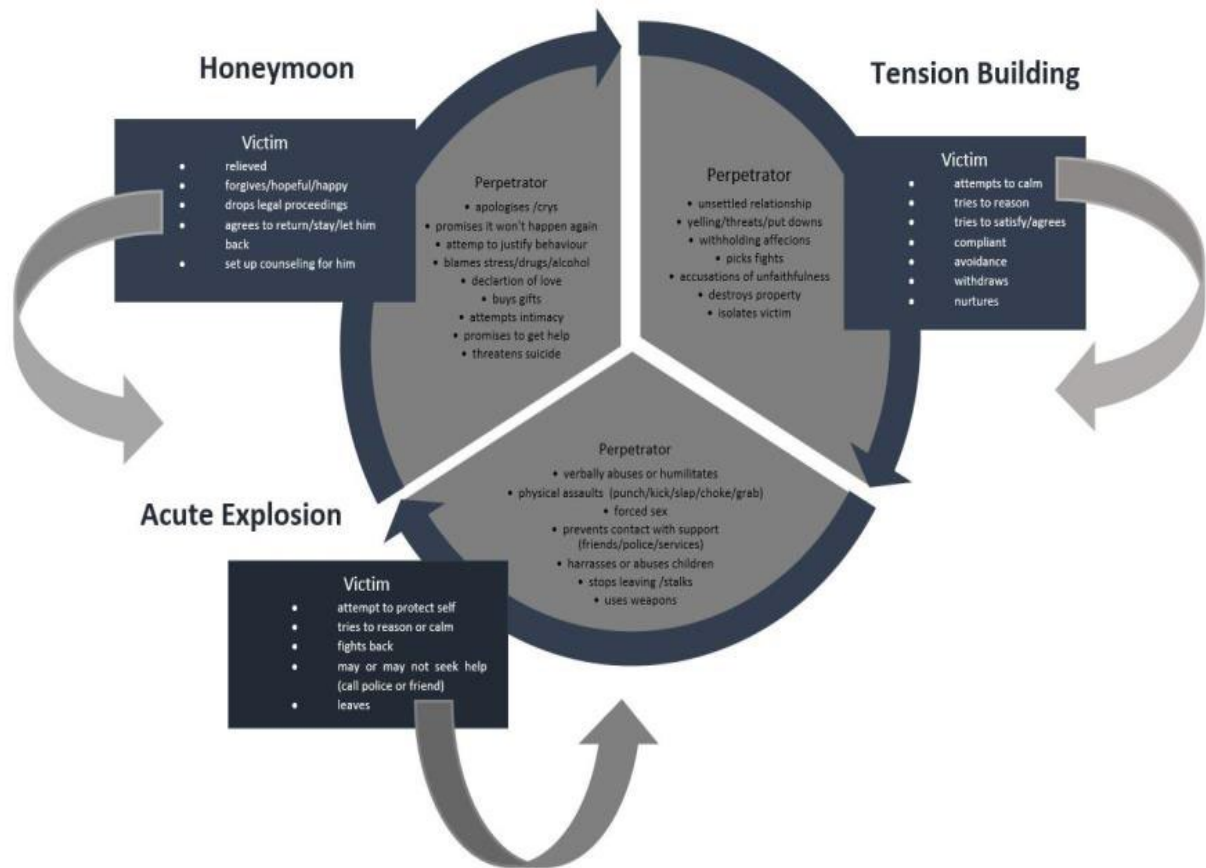 Honeymoon
Victim
• relieved
• forgives/hopeful/happy
• drops legal proceedings
• agrees to return/stay/let him
back
• set up counseling for him
Perpetrator
• apologises /crys
• promises it won't happen again
• attemp to justify behaviour
• blames stress/drugs/alcohol
• declartion of love
• buys gifts
• attempts intimacy
• promises to get help
• threatens suicide
Tension Building
Perpetrator
• unsettled relationship
• yelling/threats/put downs
• withholding affecions
• picks fights
• accusations of unfaithfulness
• destroys property
• isolates victim
Victim
• attempts to calm
• tries to reason
• tries to satisfy/agrees
• compliant
• avoidance
• withdraws
• nurtures
Acute Explosion
Perpetrator
• verbally abuses or humilitates
• physical assaults (punch/kick/slap/choke/grab)
• forced sex
• prevents contact with support
(friends/police/services)
• harrasses or abuses children
• stops leaving /stalks
• uses weapons
Victim
• attempt to protect self
• tries to reason or calm
• fights back
• may or may not seek help
(call police or friend)
• leaves